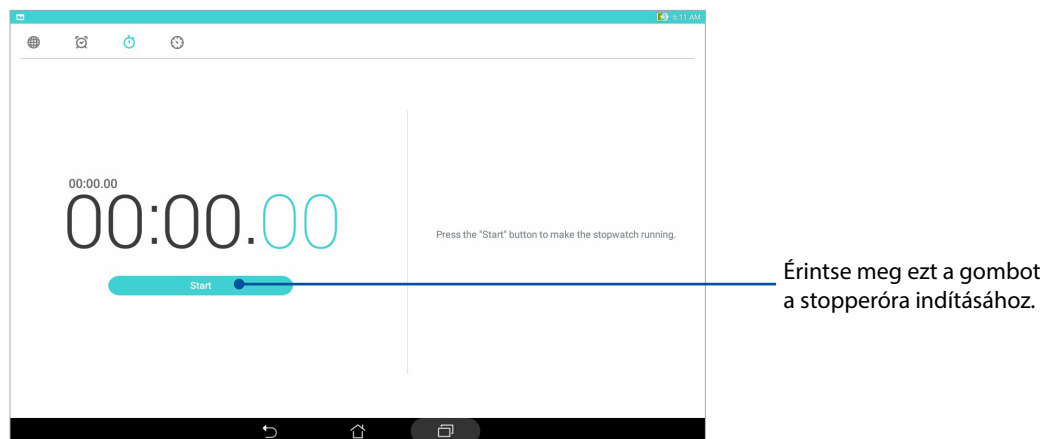 6:11 AM
00:00.00
00:00.00
Start
Press the "Start" button to make the stopwatch running.
Érintse meg ezt a gombot
a stopperóra indításához.